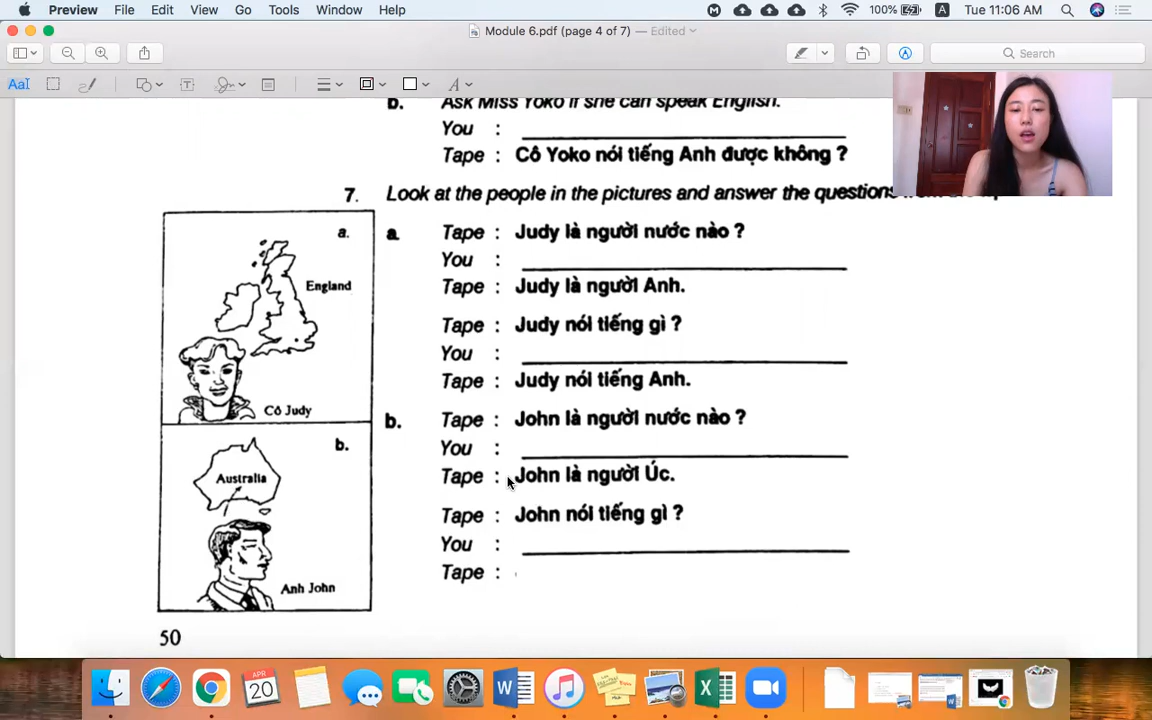 Preview File Edit View Go Tools Window Help 100% A Tue 11:06 AM
Module 6.pdf (page 4 of 7) — Edited
Search
AaI T A
b. Ask Miss Yoko if she can speak English.
You :
Tape : Cô Yoko nói tiếng Anh được không ?
7. Look at the people in the pictures and answer the questions
a. England
Cô Judy
a Tape : Judy là người nước nào ?
You :
Tape : Judy là người Anh.
Tape : Judy nói tiếng gì ?
You :
Tape : Judy nói tiếng Anh.
b. Australia
Anh John
b. Tape : John là người nước nào ?
You :
Tape : John là người Úc.
Tape : John nói tiếng gì ?
You :
Tape :
50
APR
20